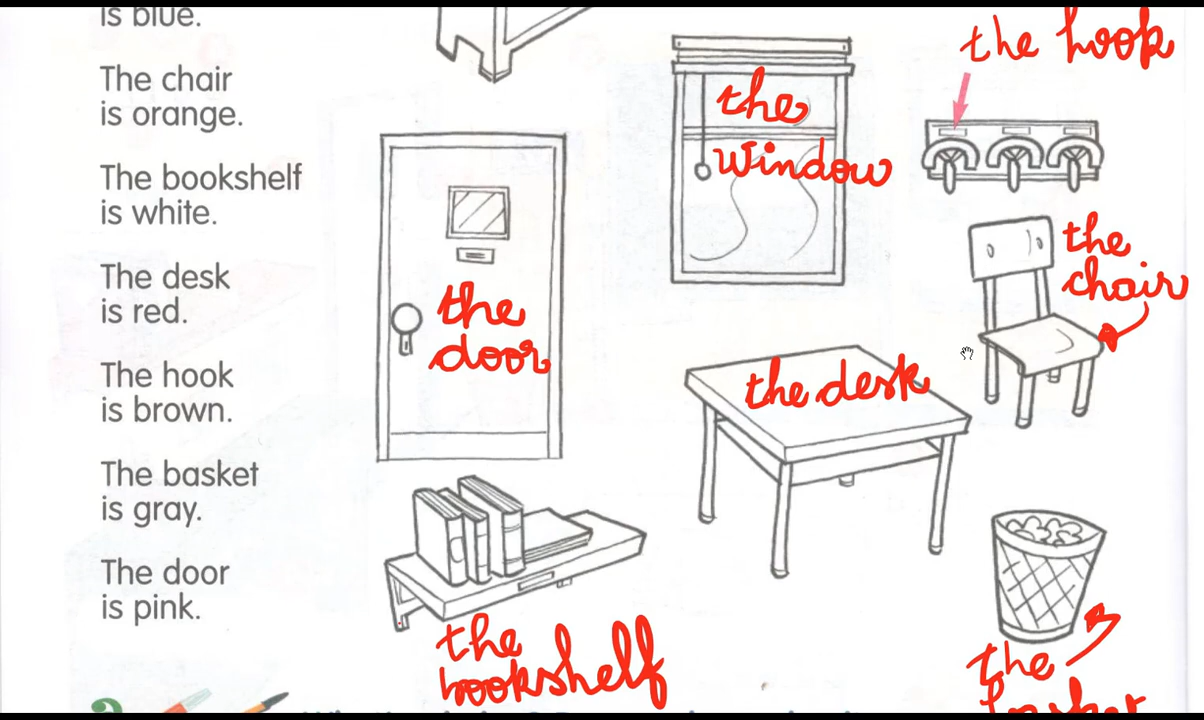 is blue.
The chair
is orange.
The bookshelf
is white.
The desk
is red.
The hook
is brown.
The basket
is gray.
The door
is pink.
the hook
the
window
the
chair
the
door
the desk
the
bookshelf
the
basket